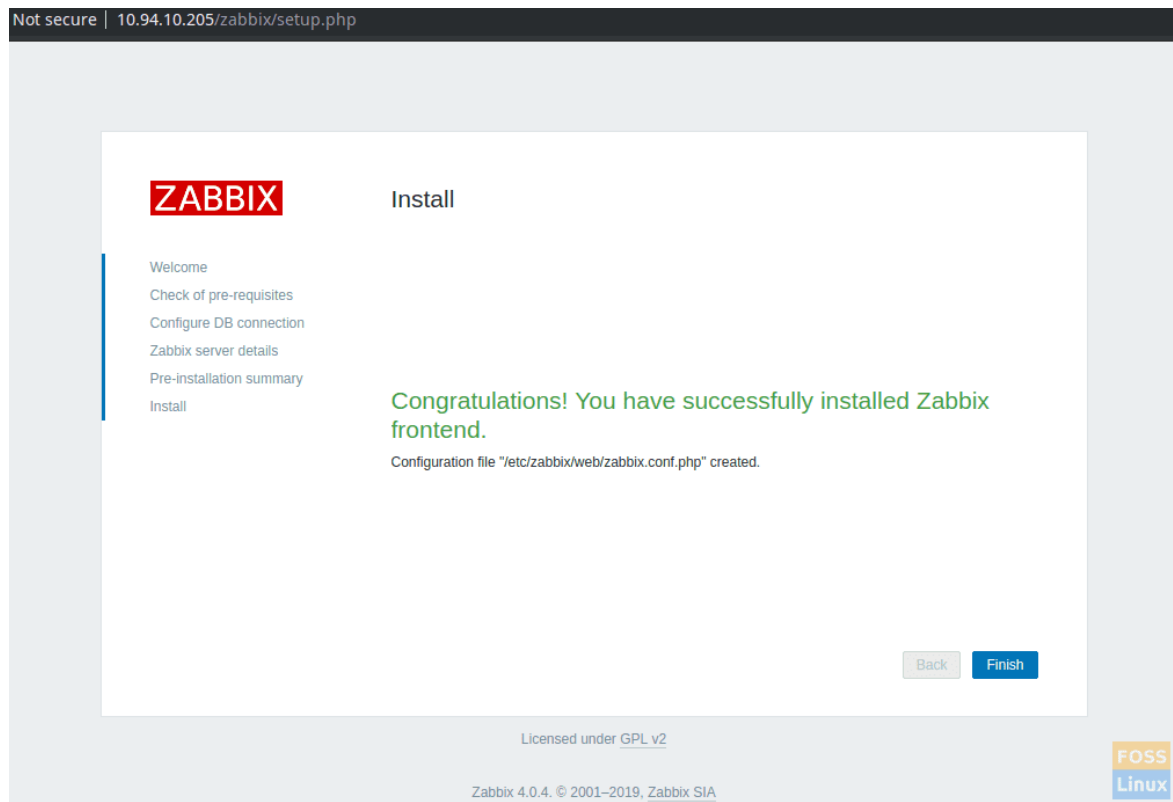 Not secure | 10.94.10.205/zabbix/setup.php
ZABBIX
Install
Welcome
Check of pre-requisites
Configure DB connection
Zabbix server details
Pre-installation summary
Install
Congratulations! You have successfully installed Zabbix
frontend.
Configuration file "/etc/zabbix/web/zabbix.conf.php" created.
Back
Finish
Licensed under GPL v2
Zabbix 4.0.4. © 2001–2019, Zabbix SIA
FOSS
Linux